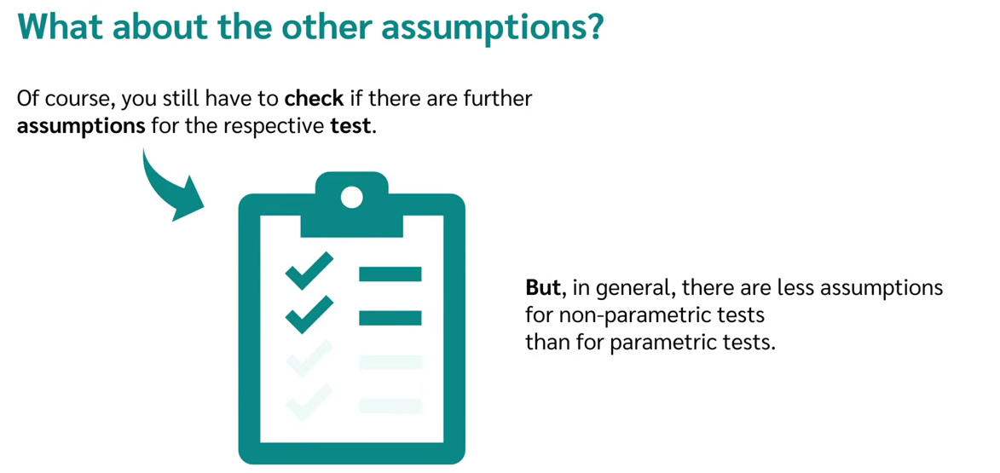 What about the other assumptions?
Of course, you still have to check if there are further
assumptions for the respective test.
But, in general, there are less assumptions
for non-parametric tests
than for parametric tests.